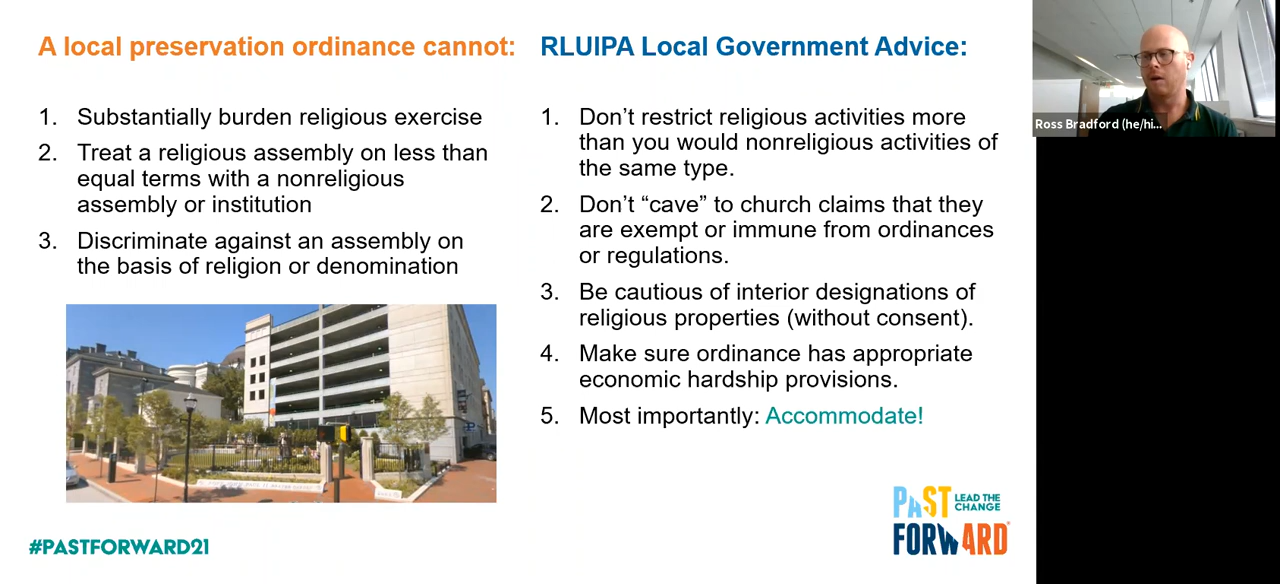 A local preservation ordinance cannot:
1. Substantially burden religious exercise
2. Treat a religious assembly on less than
equal terms with a nonreligious
assembly or institution
3. Discriminate against an assembly on
the basis of religion or denomination
#PASTFORWARD21
RLUIPA Local Government Advice:
1. Don’t restrict religious activities more
than you would nonreligious activities of
the same type.
2. Don’t “cave” to church claims that they
are exempt or immune from ordinances
or regulations.
3. Be cautious of interior designations of
religious properties (without consent).
4. Make sure ordinance has appropriate
economic hardship provisions.
5. Most importantly: Accommodate!
PAST LEAD THE
CHANGE
FORWARD
Ross Bradford (he/hi...